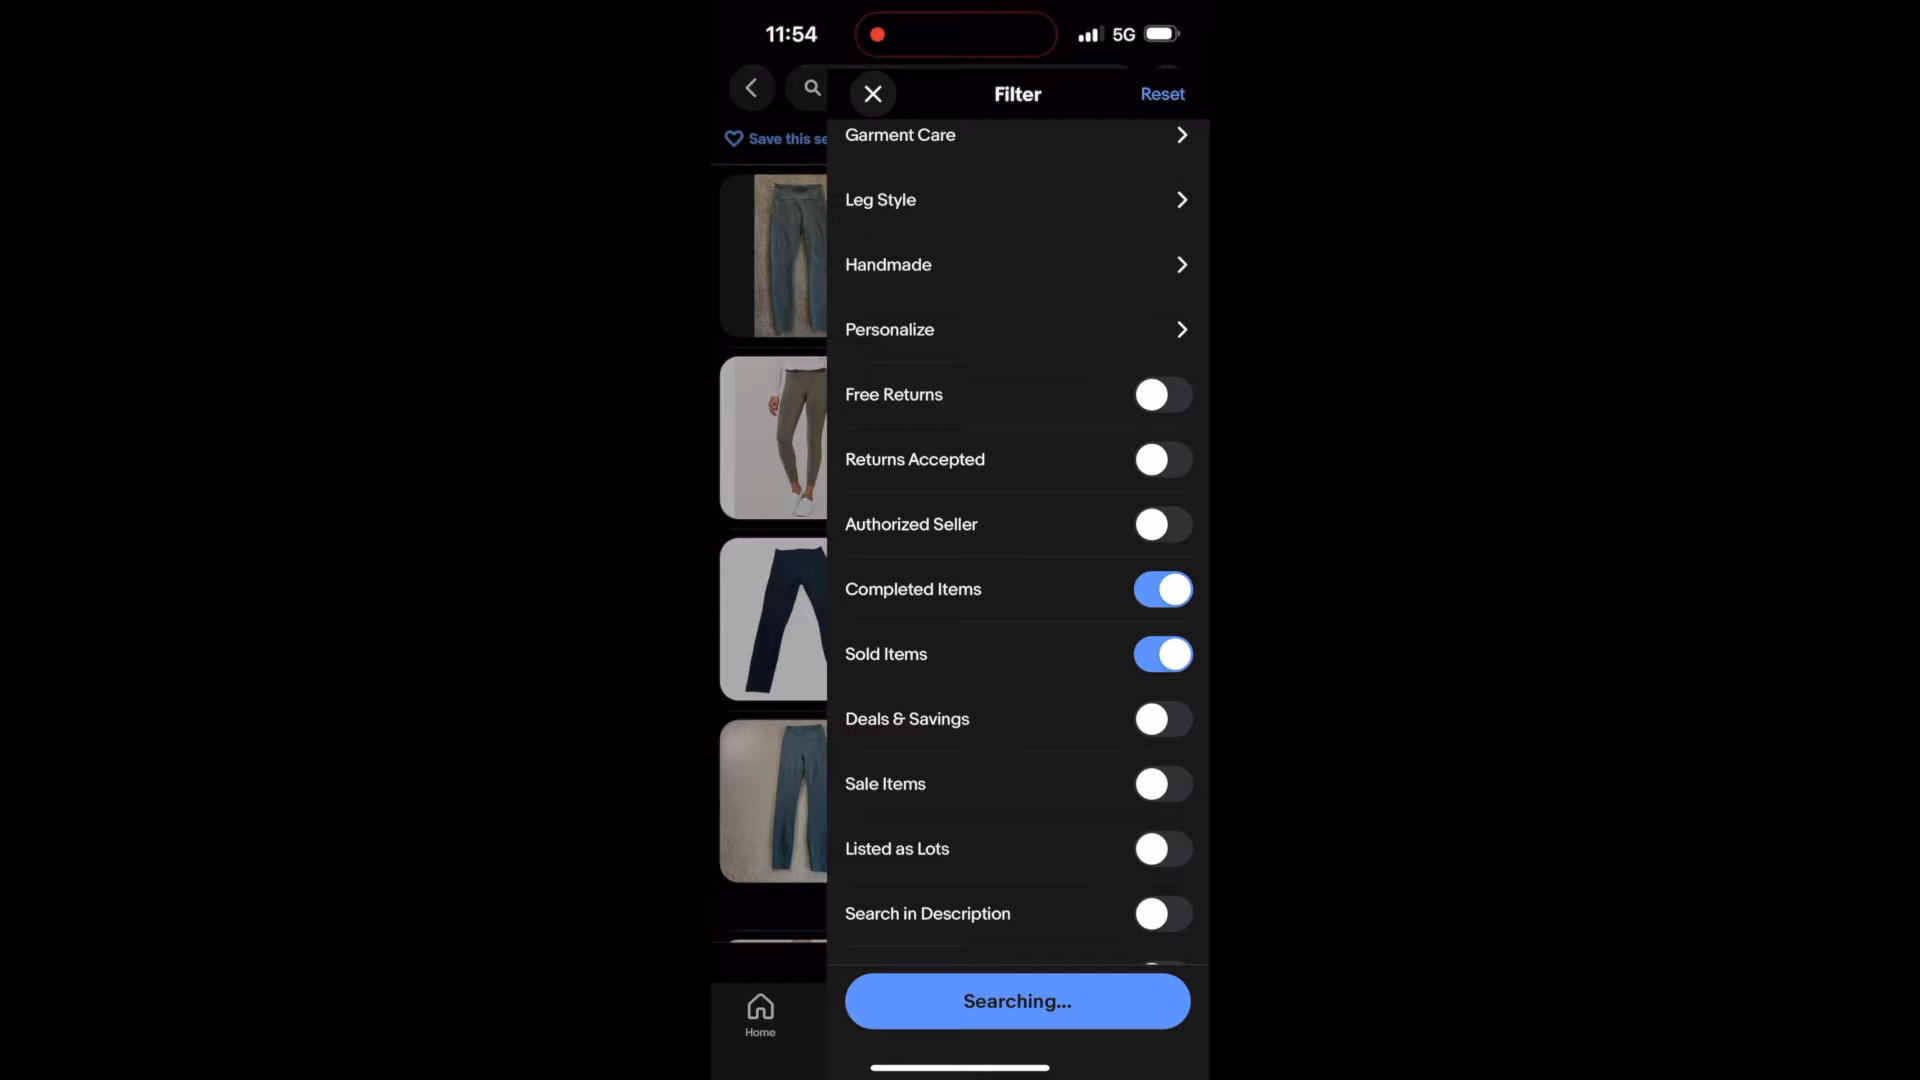 11:54
5G
Filter
Reset
Save this se
Garment Care
Leg Style
Handmade
Personalize
Free Returns
Returns Accepted
Authorized Seller
Completed Items
Sold Items
Deals & Savings
Sale Items
Listed as Lots
Search in Description
Searching...
Home